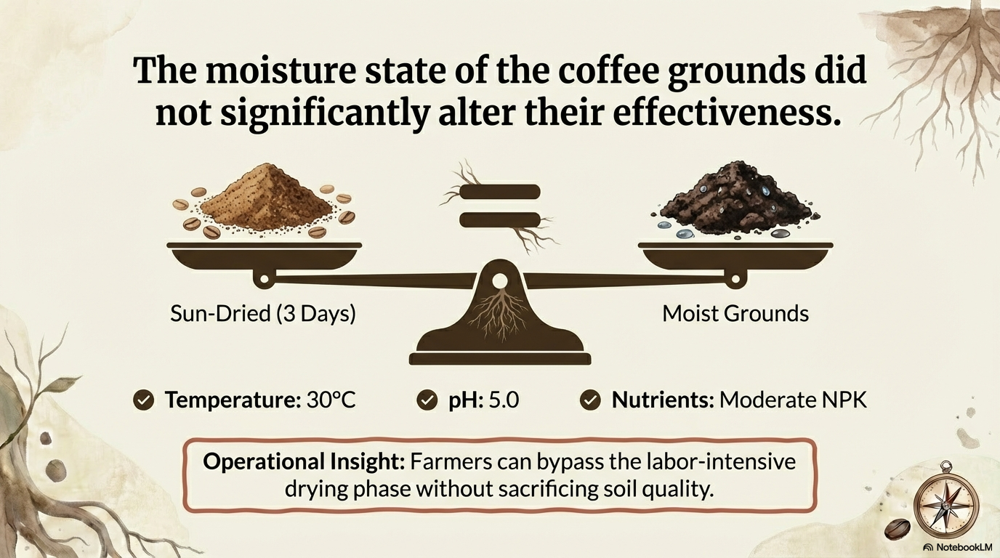 The moisture state of the coffee grounds did
not significantly alter their effectiveness.
Sun-Dried (3 Days)
Moist Grounds
Temperature: 30°C
pH: 5.0
Nutrients: Moderate NPK
Operational Insight: Farmers can bypass the labor-intensive
drying phase without sacrificing soil quality.
NotebookLM